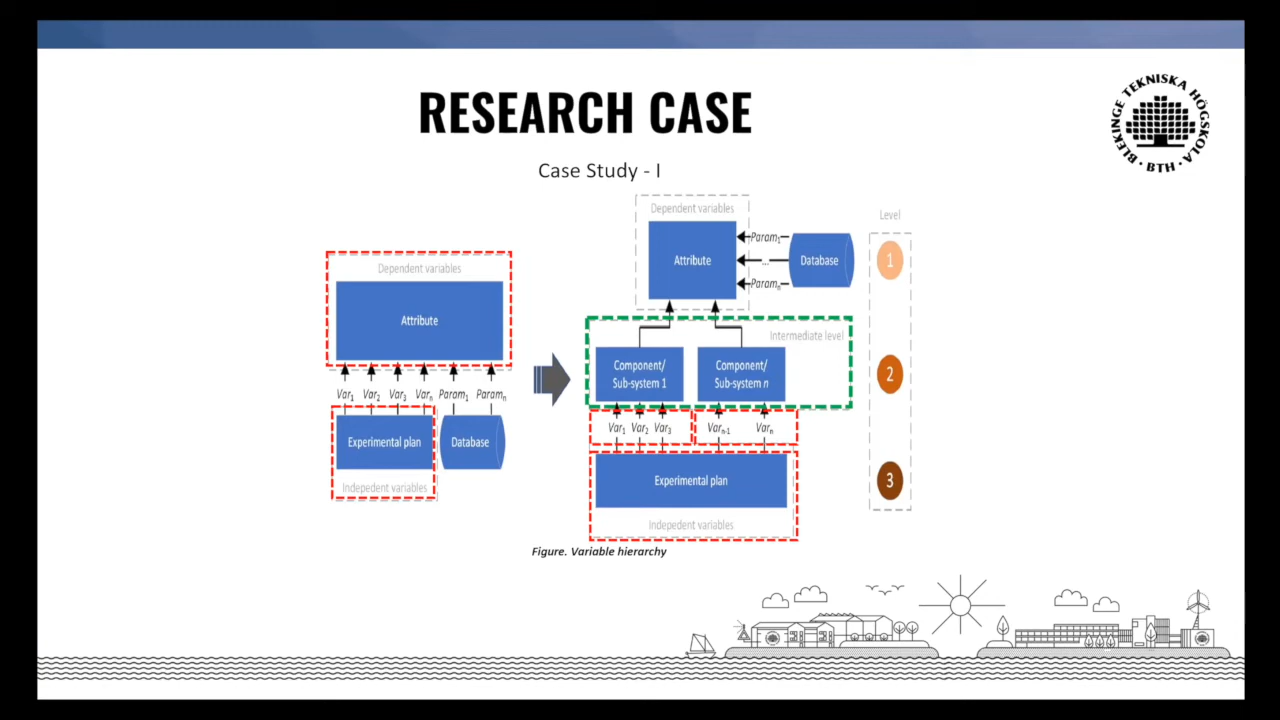 RESEARCH CASE
BLEKINGE TEKNISKA HÖGSKOLA
· BTH ·
Case Study - I
Dependent variables
Attribute
Var1
Var2
Var3
Varn
Param1
Paramn
Experimental plan
Database
Indepedent variables
Dependent variables
Attribute
Param1
...
Paramn
Database
Level
1
Intermediate level
Component/
Sub-system 1
Component/
Sub-system n
2
Var1
Var2
Var3
Varn-1
Varn
Experimental plan
3
Indepedent variables
Figure. Variable hierarchy